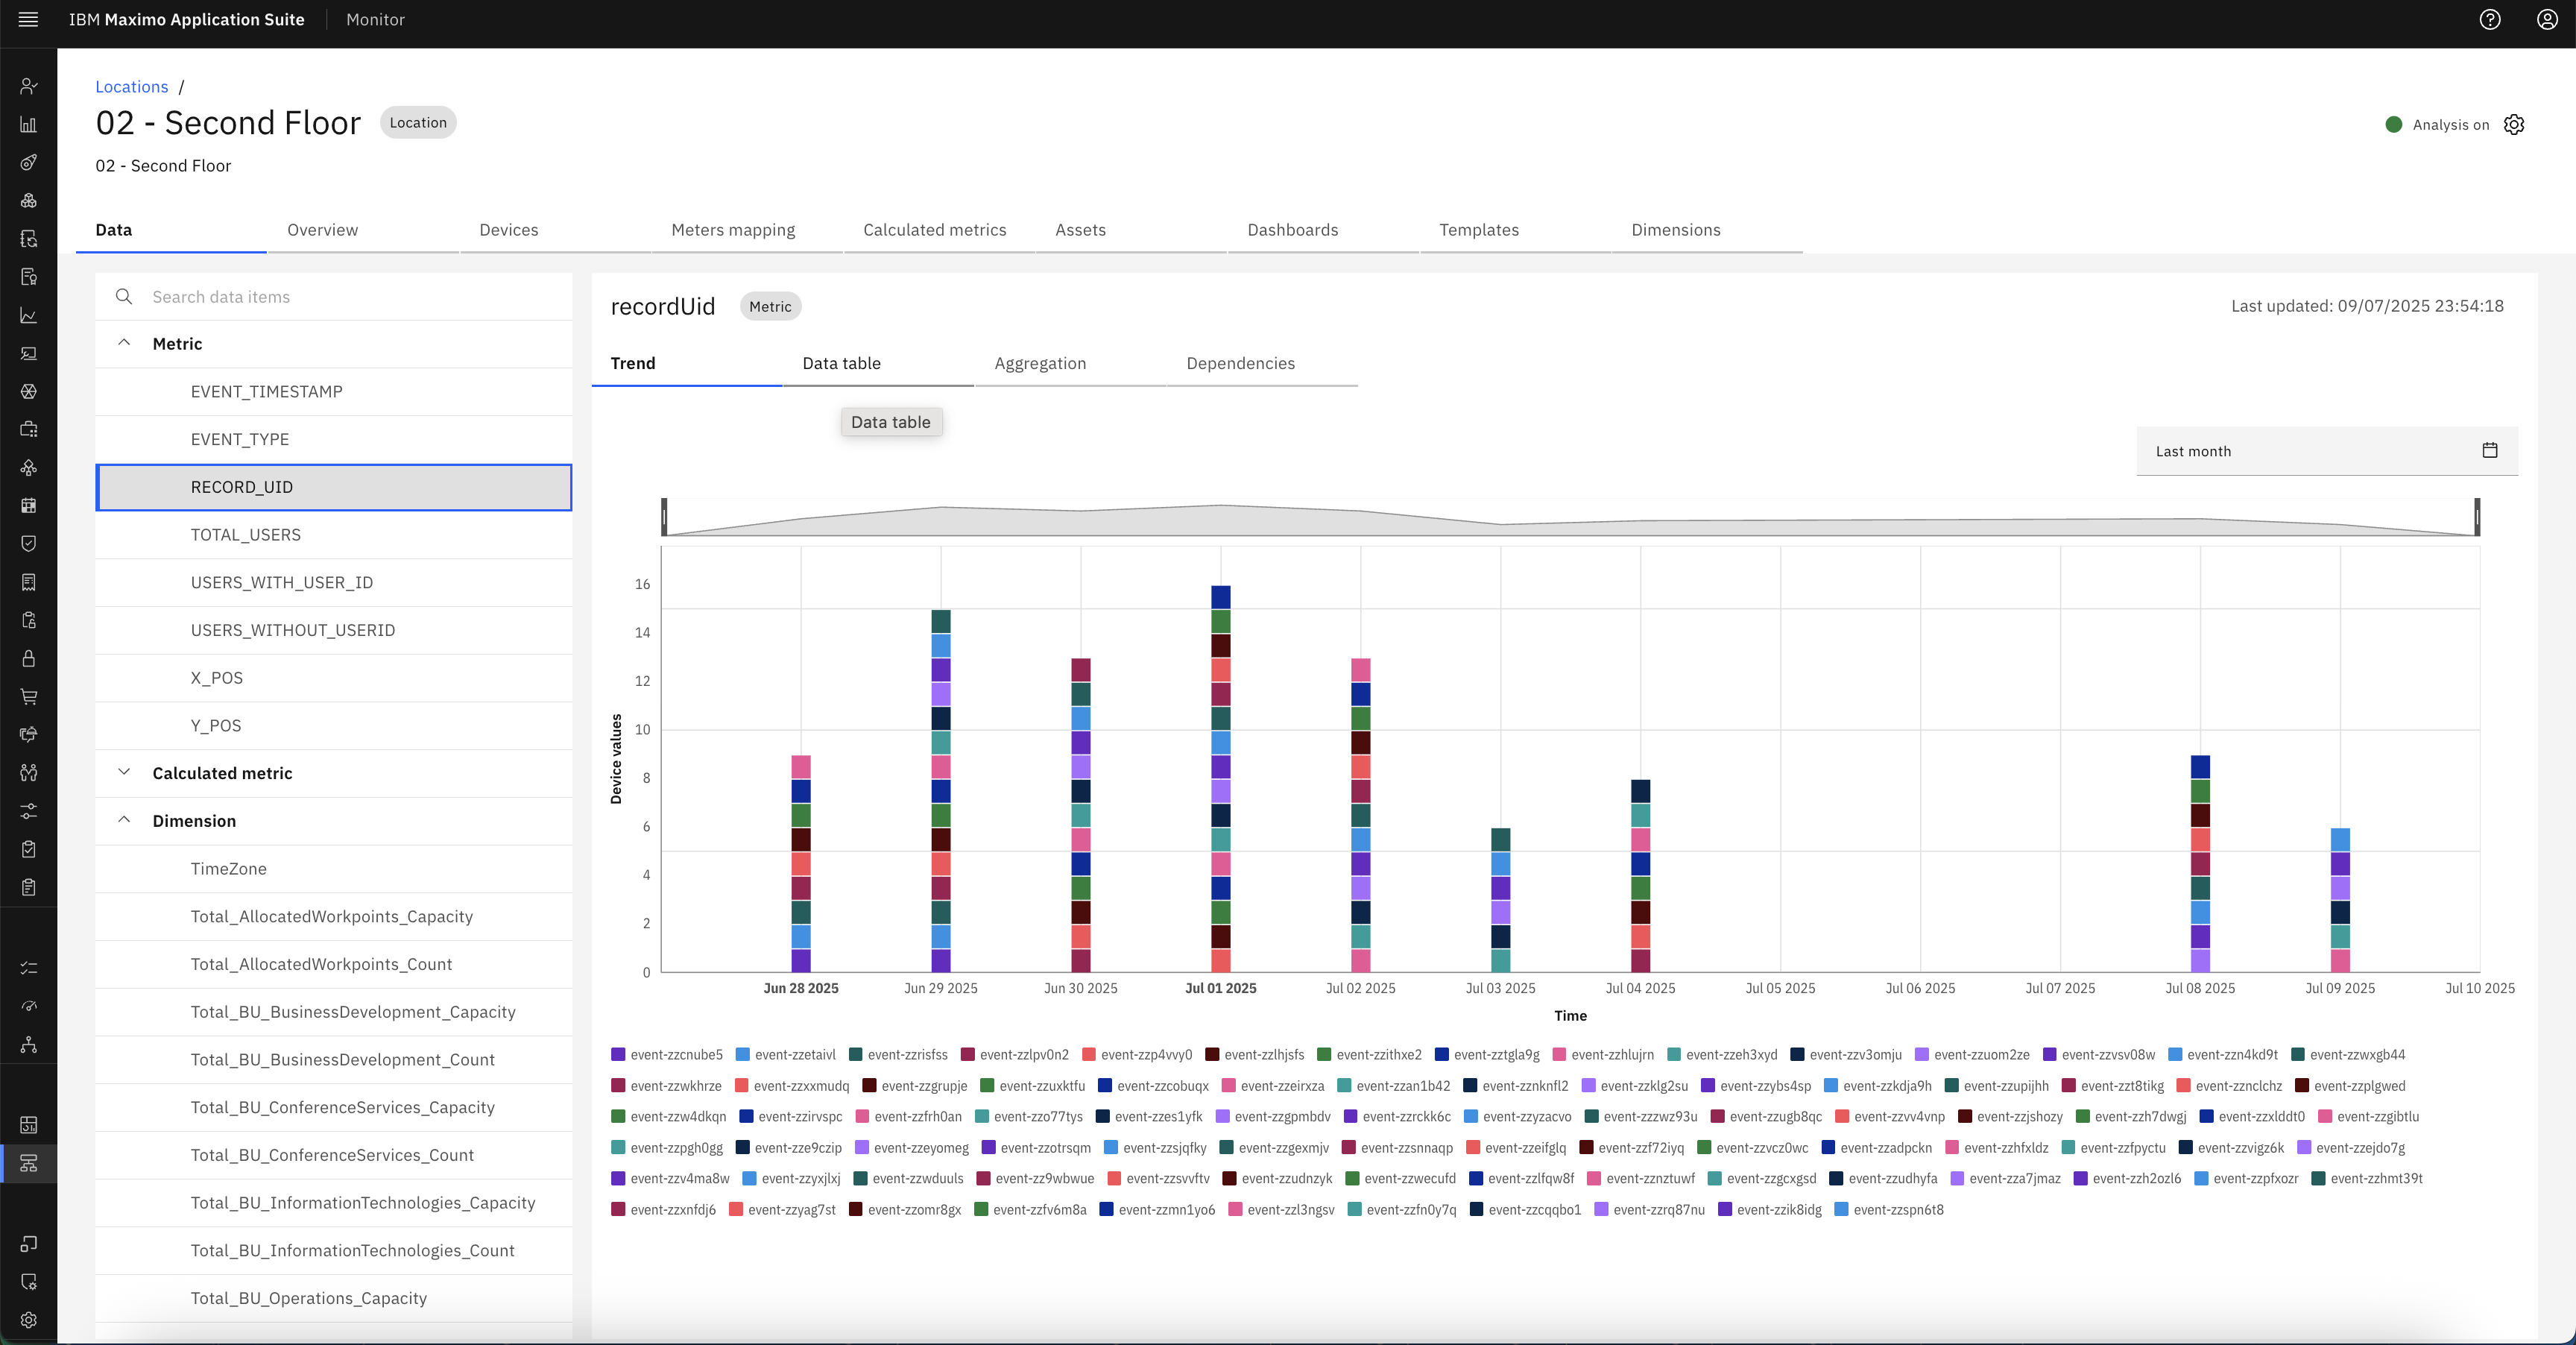 IBM Maximo Application Suite Monitor
Locations /
02 - Second Floor Location
Analysis on
02 - Second Floor
Data Overview Devices Meters mapping Calculated metrics Assets Dashboards Templates Dimensions
Search data items
Metric
EVENT_TIMESTAMP
EVENT_TYPE
RECORD_UID
TOTAL_USERS
USERS_WITH_USER_ID
USERS_WITHOUT_USERID
X_POS
Y_POS
Calculated metric
Dimension
TimeZone
Total_AllocatedWorkpoints_Capacity
Total_AllocatedWorkpoints_Count
Total_BU_BusinessDevelopment_Capacity
Total_BU_BusinessDevelopment_Count
Total_BU_ConferenceServices_Capacity
Total_BU_ConferenceServices_Count
Total_BU_InformationTechnologies_Capacity
Total_BU_InformationTechnologies_Count
Total_BU_Operations_Capacity
recordUid Metric Last updated: 09/07/2025 23:54:18
Trend Data table Aggregation Dependencies
Data table
Last month
16
14
12
10
8
6
4
2
0
Device values
Jun 28 2025 Jun 29 2025 Jun 30 2025 Jul 01 2025 Jul 02 2025 Jul 03 2025 Jul 04 2025 Jul 05 2025 Jul 06 2025 Jul 07 2025 Jul 08 2025 Jul 09 2025 Jul 10 2025
Time
event-zzcnube5 event-zzetaivl event-zzrisfss event-zzlpv0n2 event-zzp4vvy0 event-zzlhjsfs event-zzithxe2 event-zztgla9g event-zzhlujrn event-zzeh3xyd event-zzv3omju event-zzuom2ze event-zzvsv08w event-zzn4kd9t event-zzwxgb44
event-zzwkhrze event-zzxxmudq event-zzgrupje event-zzuxktfu event-zzcobuqx event-zzeirxza event-zzan1b42 event-zznknfl2 event-zzklg2su event-zzybs4sp event-zzkdja9h event-zzupijhh event-zzt8tikg event-zznclchz event-zzplgwed
event-zzw4dkqn event-zzirvspc event-zzfrh0an event-zzo77tys event-zzes1yfk event-zzgpmbdv event-zzrckk6c event-zzyzacvo event-zzzwz93u event-zzugb8qc event-zzvv4vnp event-zzjshozy event-zzh7dwgj event-zzxlddt0 event-zzgibtlu
event-zzpgh0gg event-zze9czip event-zzeyomeg event-zzotrsqm event-zzsjqfky event-zzgexmjv event-zzsnnaqp event-zzeifglq event-zzf72iyq event-zzvcz0wc event-zzadpckn event-zzhfxldz event-zzfpyctu event-zzvigz6k event-zzejdo7g
event-zzv4ma8w event-zzyxjlxj event-zzwduuls event-zz9wbwue event-zzsvvftv event-zzudnzyk event-zzwecufd event-zzlfqw8f event-zznztuwf event-zzgcxgsd event-zzudhyfa event-zza7jmaz event-zzh2ozl6 event-zzpfxozr event-zzhmt39t
event-zzxnfdj6 event-zzyag7st event-zzomr8gx event-zzfv6m8a event-zzmn1yo6 event-zzl3ngsv event-zzfn0y7q event-zzcqqbo1 event-zzrq87nu event-zzik8idg event-zzspn6t8